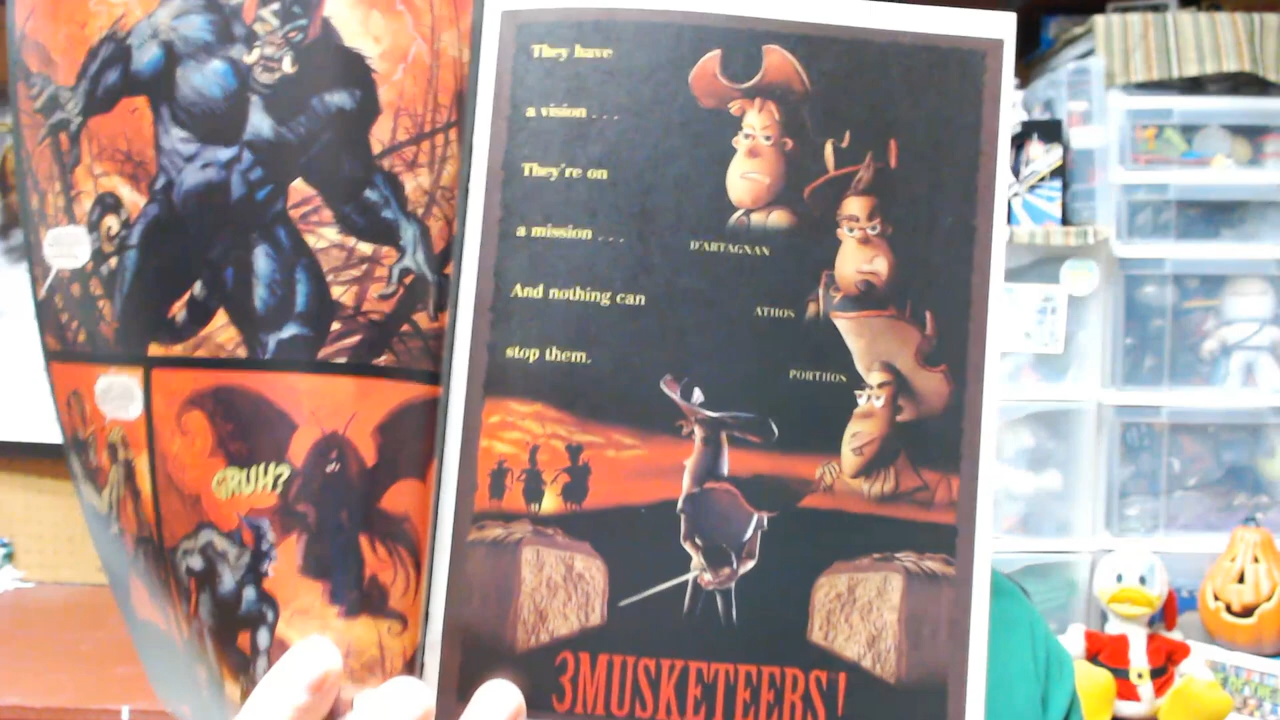 GRUH?
They have
a vision . . .
They're on
a mission . . .
And nothing can
stop them.
D'ARTAGNAN
ATHOS
PORTHOS
3MUSKETEERS!